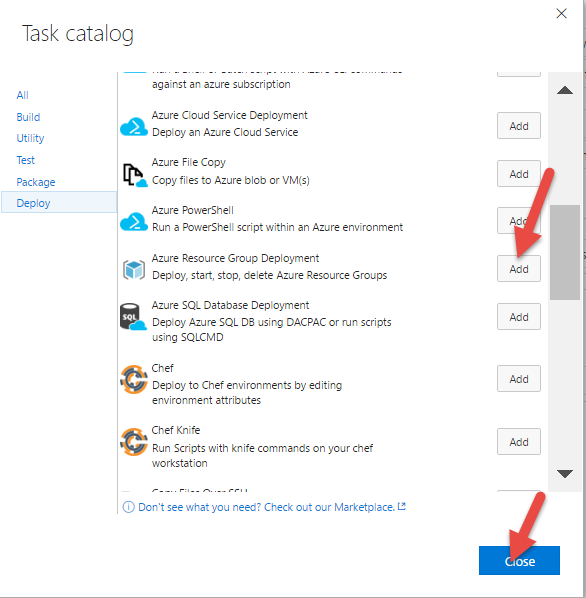 Task catalog
All
Build
Utility
Test
Package
Deploy
against an azure subscription
Azure Cloud Service Deployment
Deploy an Azure Cloud Service
Add
Azure File Copy
Copy files to Azure blob or VM(s)
Add
Azure PowerShell
Run a PowerShell script within an Azure environment
Add
Azure Resource Group Deployment
Deploy, start, stop, delete Azure Resource Groups
Add
Azure SQL Database Deployment
Deploy Azure SQL DB using DACPAC or run scripts
using SQLCMD
Add
Chef
Deploy to Chef environments by editing
environment attributes
Add
Chef Knife
Run Scripts with knife commands on your chef
workstation
Add
Copy Files Over SSH
Don't see what you need? Check out our Marketplace.
Close